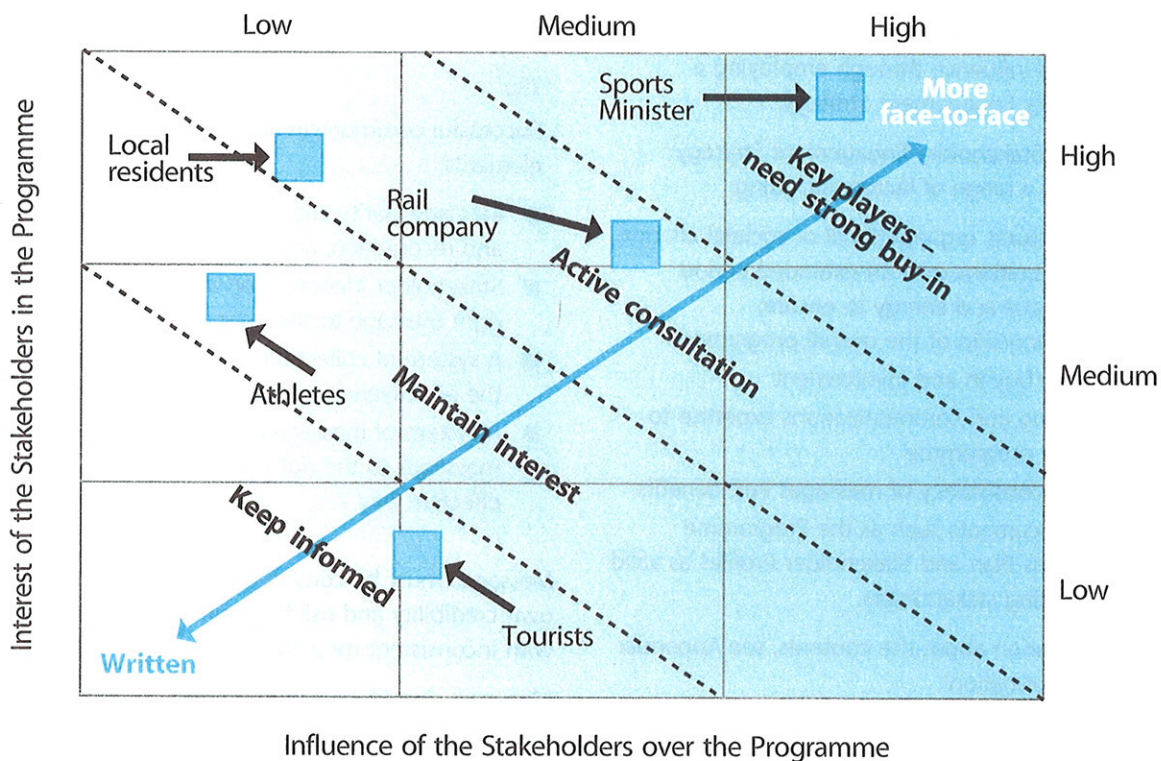 Low
Medium
High
Interest of the Stakeholders in the Programme
Sports
Minister
More
face-to-face
Local
residents
High
Key players –
need strong buy-in
Rail
company
Active consultation
Athletes
Maintain interest
Medium
Keep informed
Tourists
Low
Written
Influence of the Stakeholders over the Programme